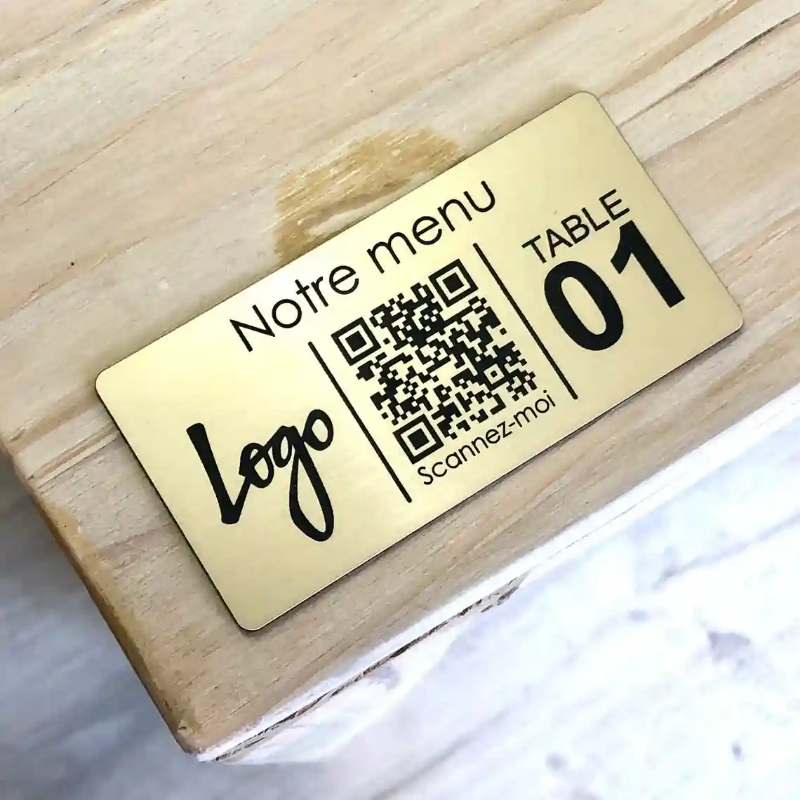 Notre menu
Logo
Scannez-moi
TABLE
01